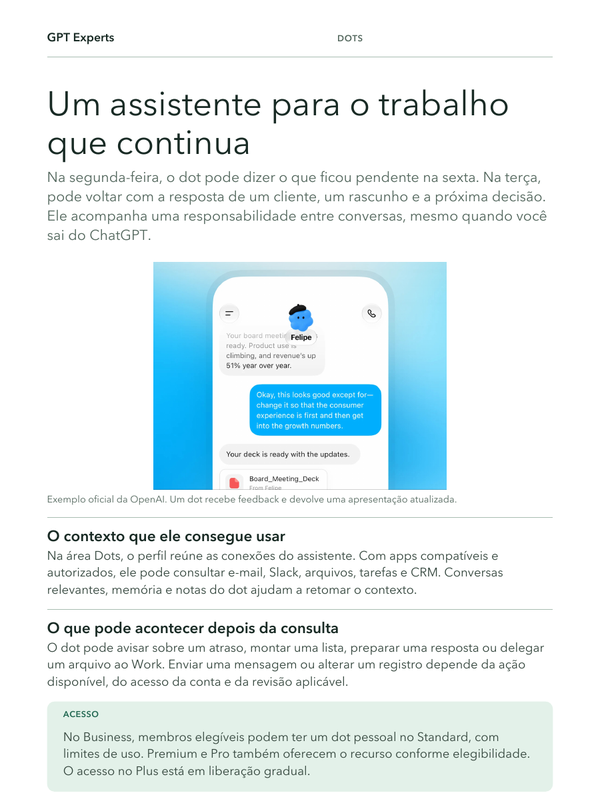 GPT Experts
DOTS
Um assistente para o trabalho
que continua
Na segunda-feira, o dot pode dizer o que ficou pendente na sexta. Na terça,
pode voltar com a resposta de um cliente, um rascunho e a próxima decisão.
Ele acompanha uma responsabilidade entre conversas, mesmo quando você
sai do ChatGPT.
Felipe
Your board meeting
ready. Product use is
climbing, and revenue's up
51% year over year.
Okay, this looks good except for—
change it so that the consumer
experience is first and then get
into the growth numbers.
Your deck is ready with the updates.
Board_Meeting_Deck
From Felipe
Exemplo oficial da OpenAI. Um dot recebe feedback e devolve uma apresentação atualizada.
O contexto que ele consegue usar
Na área Dots, o perfil reúne as conexões do assistente. Com apps compatíveis e
autorizados, ele pode consultar e-mail, Slack, arquivos, tarefas e CRM. Conversas
relevantes, memória e notas do dot ajudam a retomar o contexto.
O que pode acontecer depois da consulta
O dot pode avisar sobre um atraso, montar uma lista, preparar uma resposta ou delegar
um arquivo ao Work. Enviar uma mensagem ou alterar um registro depende da ação
disponível, do acesso da conta e da revisão aplicável.
ACESSO
No Business, membros elegíveis podem ter um dot pessoal no Standard, com
limites de uso. Premium e Pro também oferecem o recurso conforme elegibilidade.
O acesso no Plus está em liberação gradual.